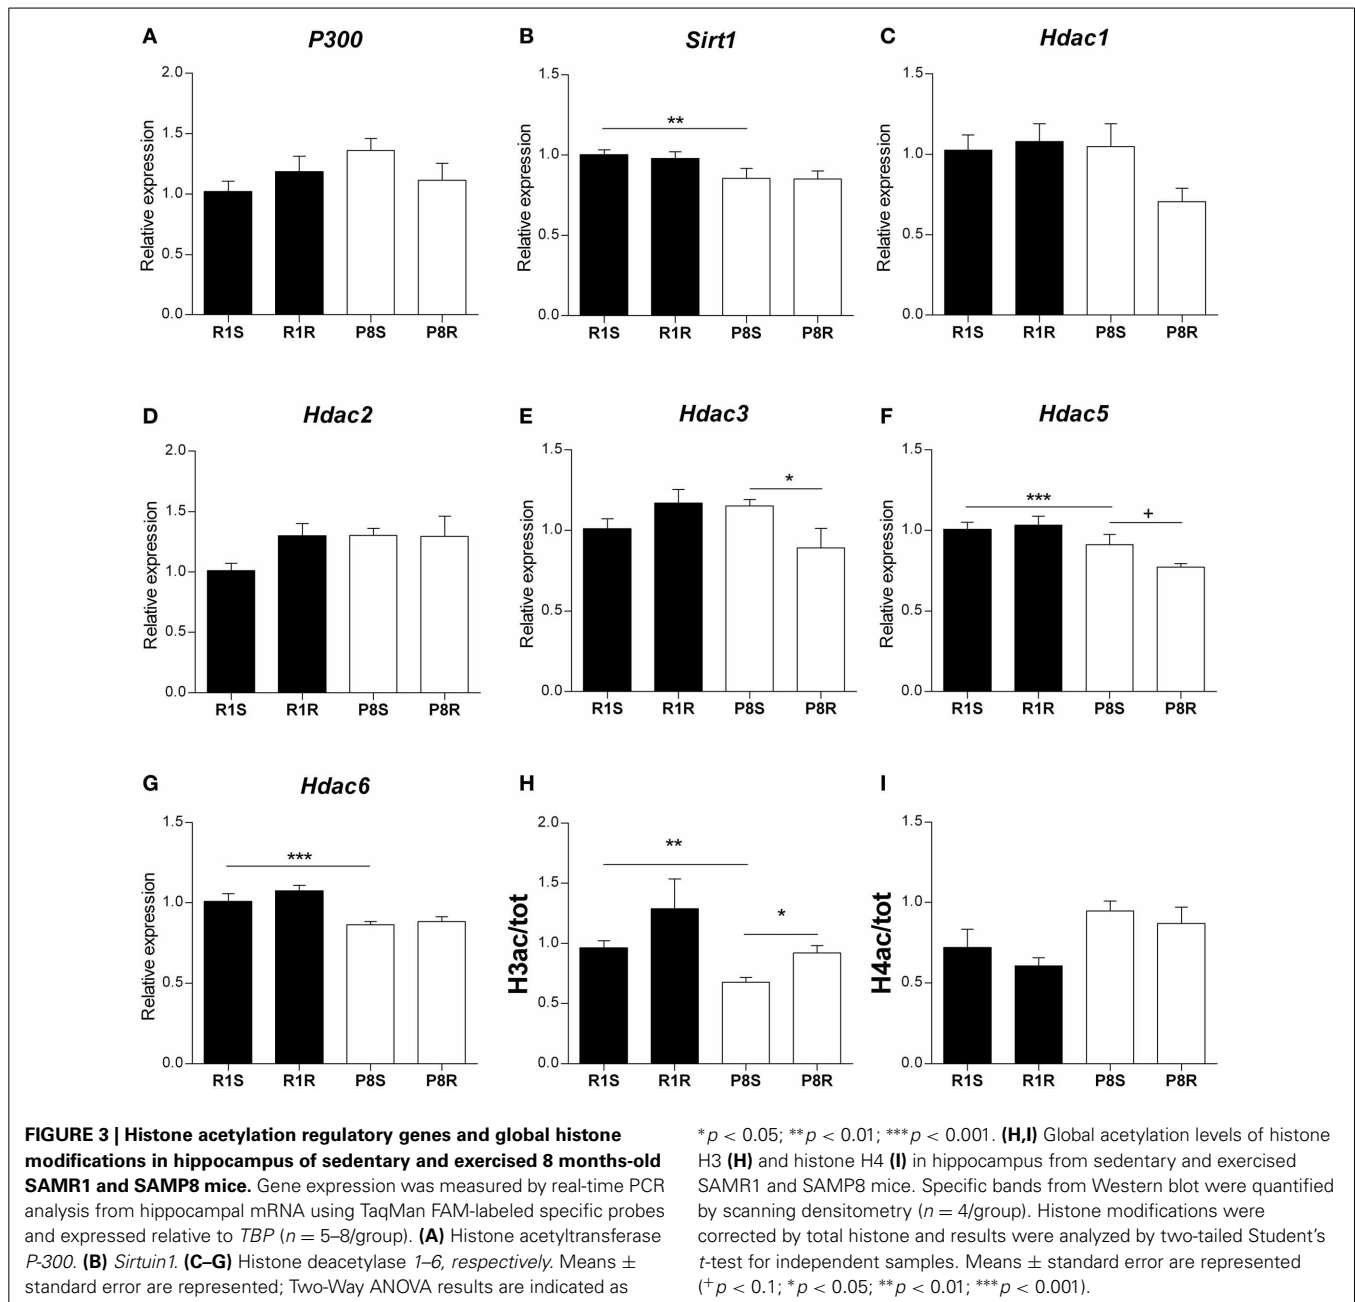 A
P300
Relative expression
2.0
1.5
1.0
0.5
0.0
R1S R1R P8S P8R
B
Sirt1
Relative expression
1.5
1.0
0.5
0.0
**
R1S R1R P8S P8R
C
Hdac1
Relative expression
1.5
1.0
0.5
0.0
R1S R1R P8S P8R
D
Hdac2
Relative expression
2.0
1.5
1.0
0.5
0.0
R1S R1R P8S P8R
E
Hdac3
Relative expression
1.5
1.0
0.5
0.0
*
R1S R1R P8S P8R
F
Hdac5
Relative expression
1.5
1.0
0.5
0.0
***
+
R1S R1R P8S P8R
G
Hdac6
Relative expression
1.5
1.0
0.5
0.0
***
R1S R1R P8S P8R
H
H3ac/tot
2.0
1.5
1.0
0.5
0.0
**
*
R1S R1R P8S P8R
I
H4ac/tot
1.5
1.0
0.5
0.0
R1S R1R P8S P8R
FIGURE 3 | Histone acetylation regulatory genes and global histone
modifications in hippocampus of sedentary and exercised 8 months-old
SAMR1 and SAMP8 mice. Gene expression was measured by real-time PCR
analysis from hippocampal mRNA using TaqMan FAM-labeled specific probes
and expressed relative to TBP (n = 5–8/group). (A) Histone acetyltransferase
P-300. (B) Sirtuin1. (C–G) Histone deacetylase 1–6, respectively. Means ±
standard error are represented; Two-Way ANOVA results are indicated as
*p < 0.05; **p < 0.01; ***p < 0.001. (H,I) Global acetylation levels of histone
H3 (H) and histone H4 (I) in hippocampus from sedentary and exercised
SAMR1 and SAMP8 mice. Specific bands from Western blot were quantified
by scanning densitometry (n = 4/group). Histone modifications were
corrected by total histone and results were analyzed by two-tailed Student's
t-test for independent samples. Means ± standard error are represented
(+p < 0.1; *p < 0.05; **p < 0.01; ***p < 0.001).